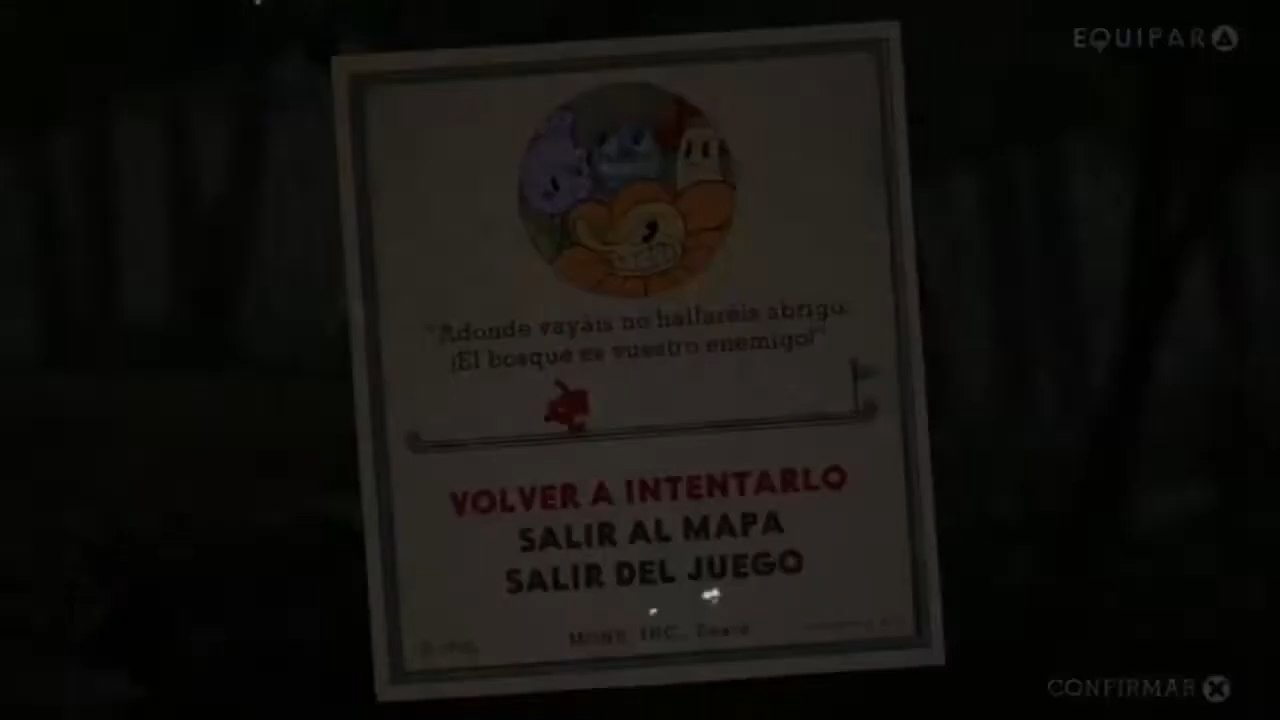 EQUIPAR
"Adonde vayáis no hallaréis abrigo.
¡El bosque es vuestro enemigo!"
VOLVER A INTENTARLO
SALIR AL MAPA
SALIR DEL JUEGO
INC.,
CONFIRMAR